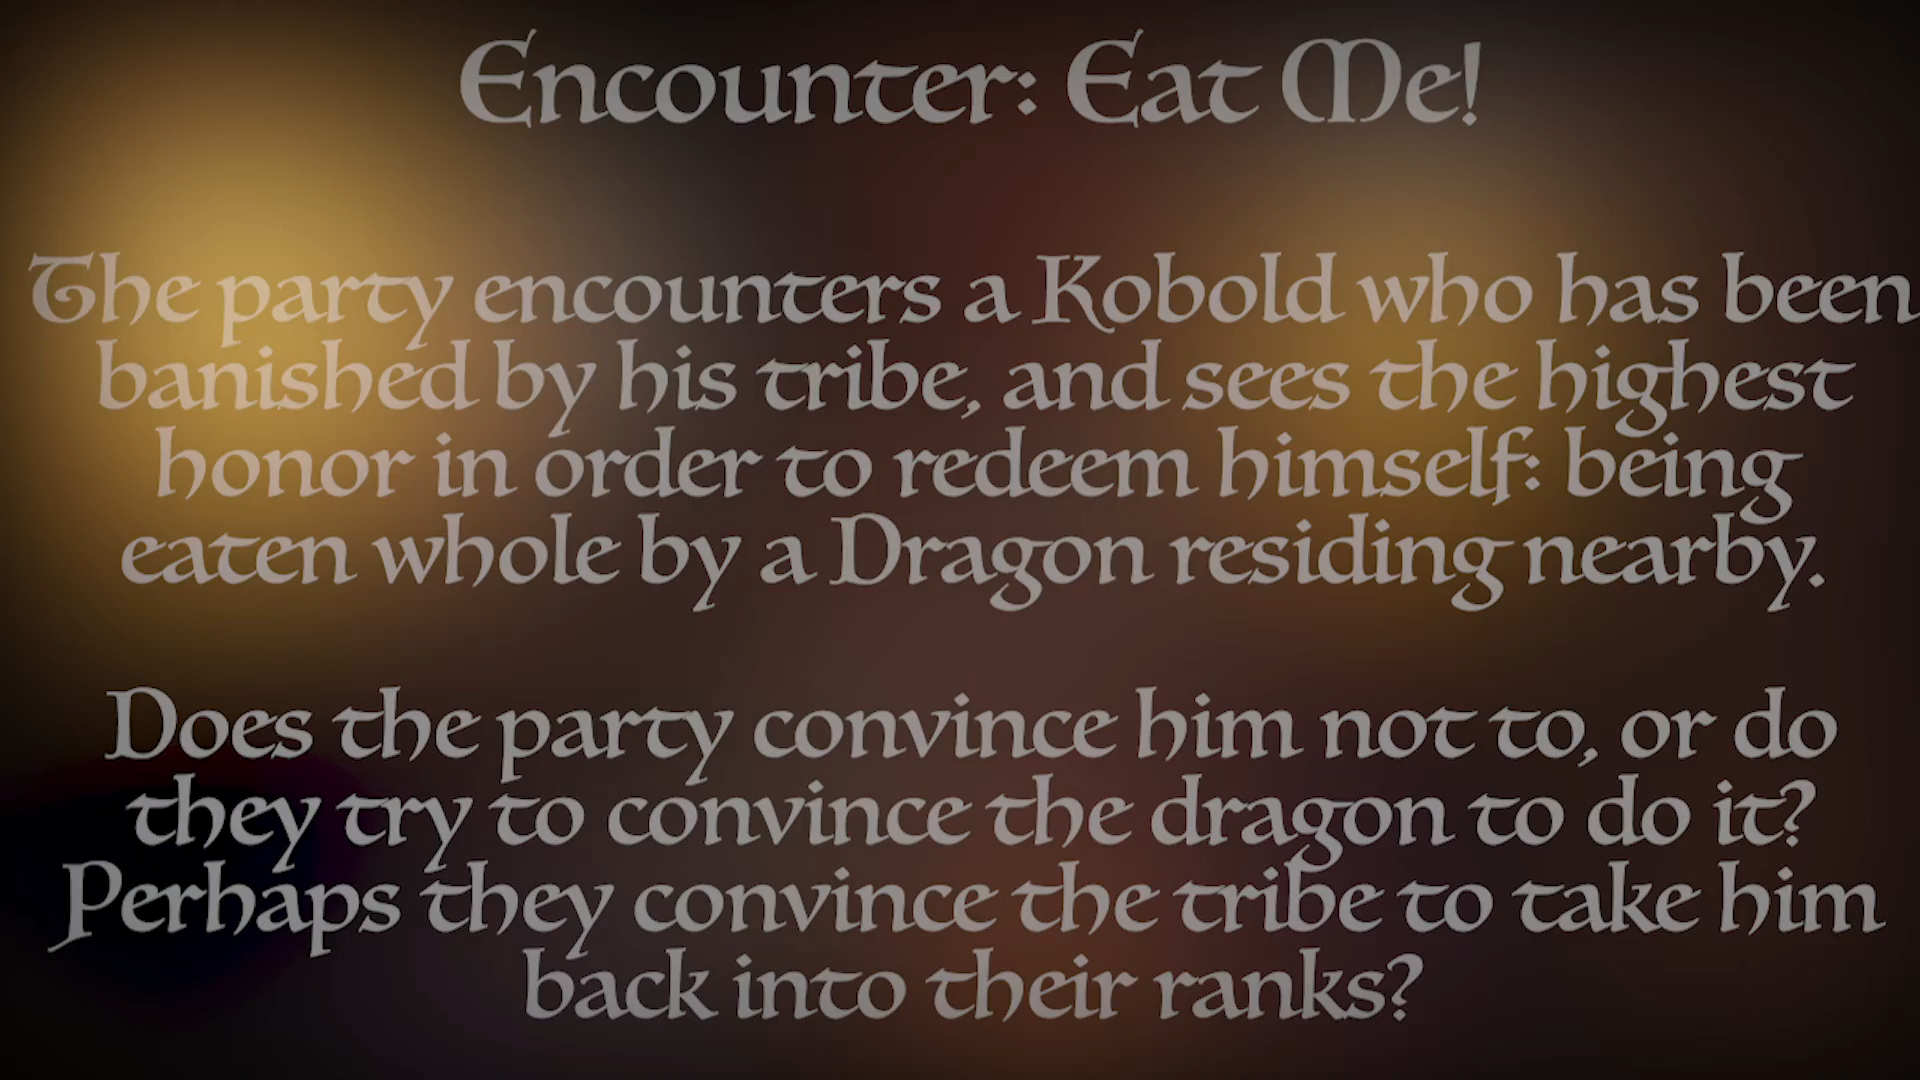 Encounter: Eat Me!
The party encounters a Kobold who has been
banished by his tribe, and sees the highest
honor in order to redeem himself: being
eaten whole by a Dragon residing nearby.
Does the party convince him not to, or do
they try to convince the dragon to do it?
Perhaps they convince the tribe to take him
back into their ranks?